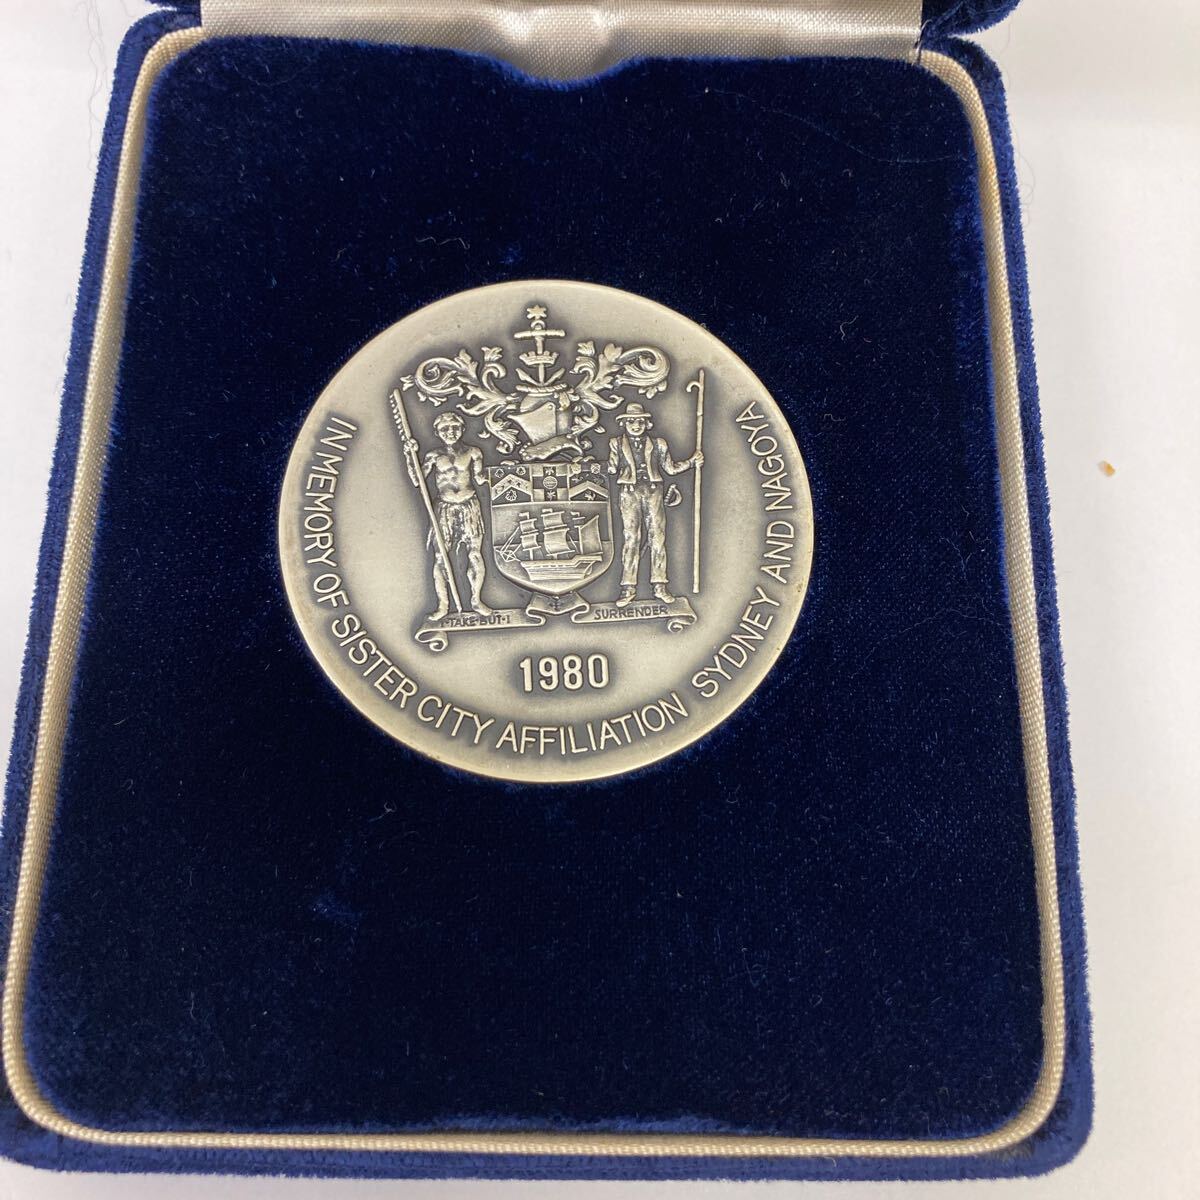 I·TAKE·BUT·I SURRENDER
1980
IN MEMORY OF SISTER CITY AFFILIATION SYDNEY AND NAGOYA